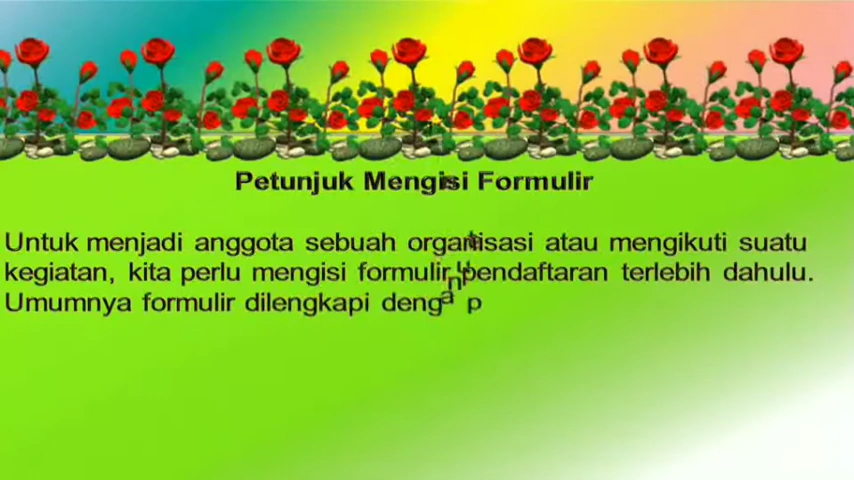 Petunjuk Mengisi Formulir
Untuk menjadi anggota sebuah organisasi atau mengikuti suatu
kegiatan, kita perlu mengisi formulir pendaftaran terlebih dahulu.
Umumnya formulir dilengkapi dengan